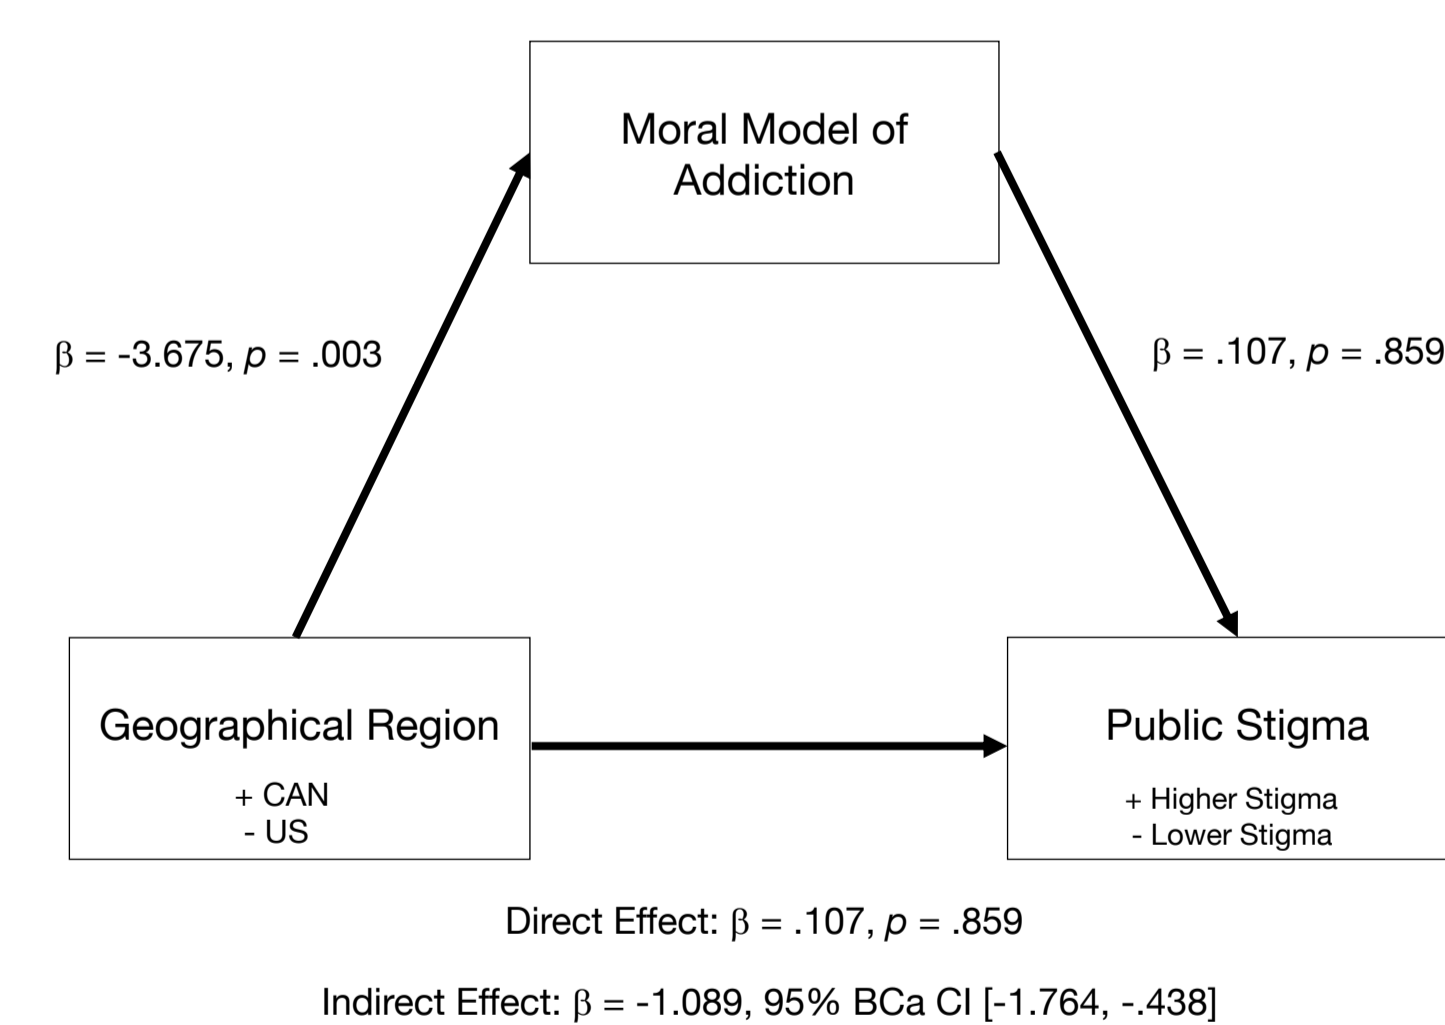 Moral Model of
Addiction
β = -3.675, p = .003
β = .107, p = .859
Geographical Region
+ CAN
- US
Public Stigma
+ Higher Stigma
- Lower Stigma
Direct Effect: β = .107, p = .859
Indirect Effect: β = -1.089, 95% BCa CI [-1.764, -.438]